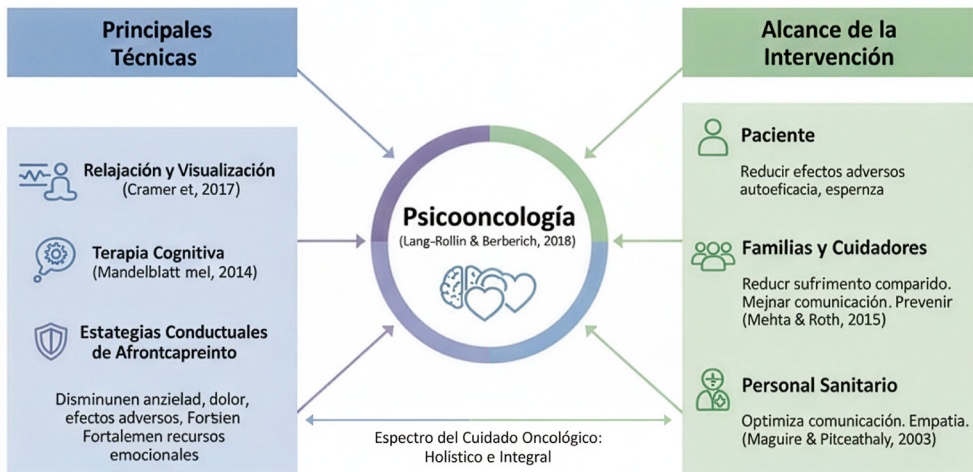 Principales
Técnicas
Relajación y Visualización
(Cramer et, 2017)
Terapia Cognitiva
(Mandelblatt mel, 2014)
Estategias Conductuales
de Afrontcapreinto
Disminunen anzielad, dolor,
efectos adversos, Fortsien
Fortalemen recursos
emocionales
Psicooncología
(Lang-Rollin & Berberich, 2018)
Espectro del Cuidado Oncológico:
Holistico e Integral
Alcance de la
Intervención
Paciente
Reducir efectos adversos
autoeficacia, espernza
Familias y Cuidadores
Reducr sufrimento comparido.
Mejnar comunicación. Prevenir
(Mehta & Roth, 2015)
Personal Sanitario
Optimiza comunicación. Empatia.
(Maguire & Pitceathaly, 2003)